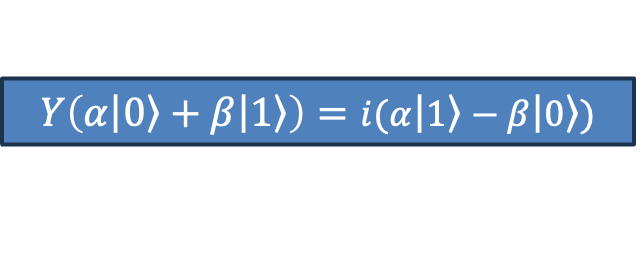 Y(α|0⟩ + β|1⟩) = i(α|1⟩ − β|0⟩)